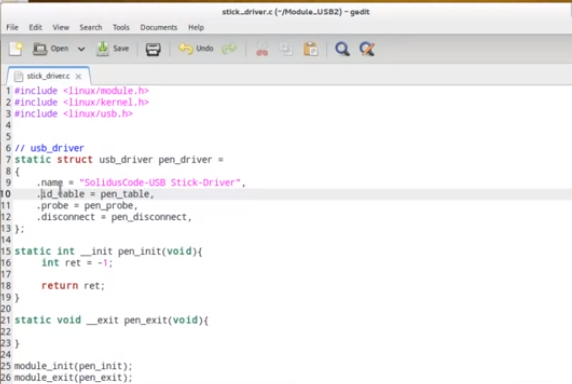 stick_driver.c (~/Module_USB2) - gedit
File Edit View Search Tools Documents Help
Open Save Undo
stick_driver.c ×
1 #include <linux/module.h>
2 #include <linux/kernel.h>
3 #include <linux/usb.h>
4
5
6 // usb_driver
7 static struct usb_driver pen_driver =
8 {
9 .name = "SolidusCode-USB Stick-Driver",
10 .id_table = pen_table,
11 .probe = pen_probe,
12 .disconnect = pen_disconnect,
13 };
14
15 static int __init pen_init(void){
16 int ret = -1;
17
18 return ret;
19 }
20
21 static void __exit pen_exit(void){
22
23 }
24
25 module_init(pen_init);
26 module_exit(pen_exit);